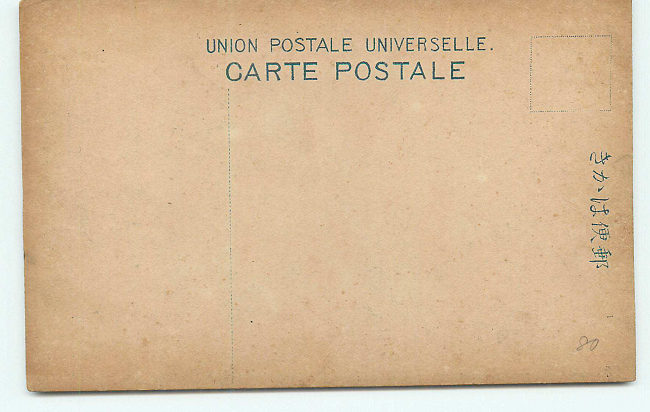 UNION POSTALE UNIVERSELLE.
CARTE POSTALE
郵便はかき
80